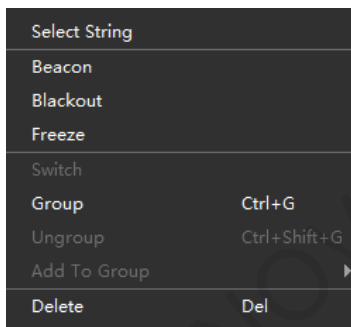 Select String
Beacon
Blackout
Freeze
Switch
Group Ctrl+G
Ungroup Ctrl+Shift+G
Add To Group
Delete Del